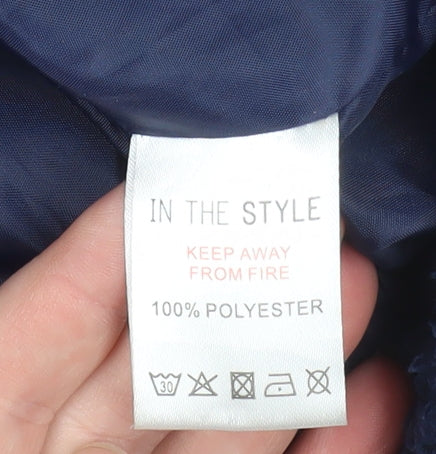 IN THE STYLE
KEEP AWAY
FROM FIRE
100% POLYESTER
30